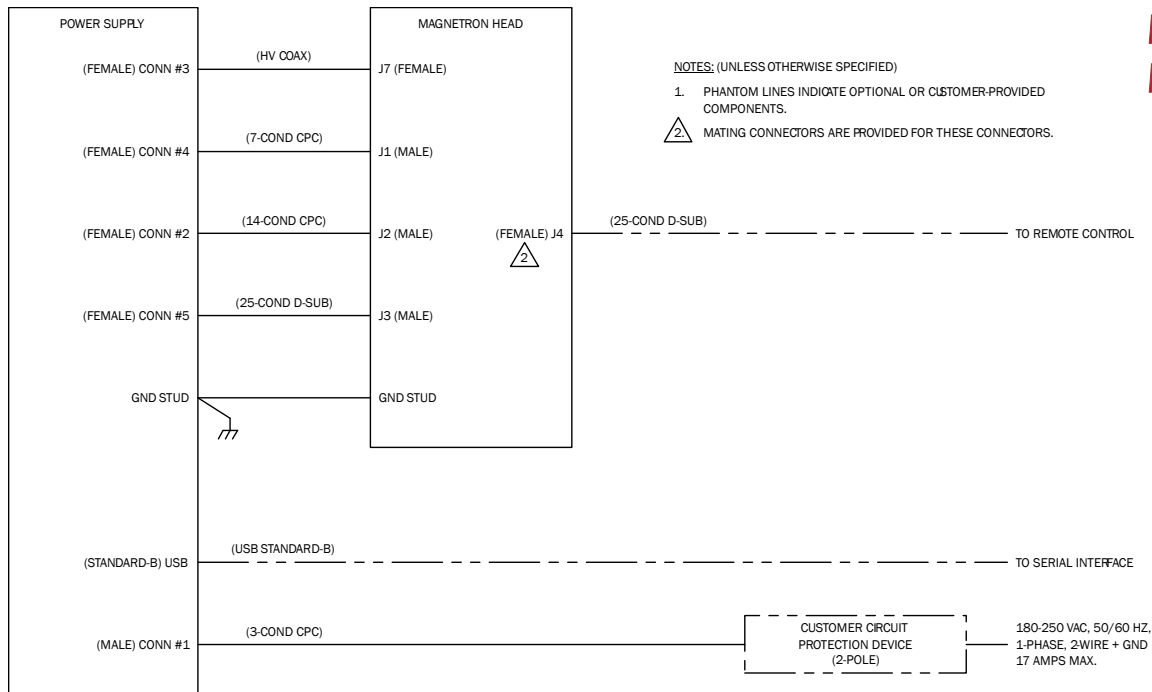 POWER SUPPLY
MAGNETRON HEAD
(FEMALE) CONN #3
(HV COAX)
J7 (FEMALE)
NOTES: (UNLESS OTHERWISE SPECIFIED)
1. PHANTOM LINES INDICATE OPTIONAL OR CUSTOMER-PROVIDED
COMPONENTS.
2. MATING CONNECTORS ARE PROVIDED FOR THESE CONNECTORS.
(FEMALE) CONN #4
(7-COND CPC)
J1 (MALE)
(FEMALE) CONN #2
(14-COND CPC)
J2 (MALE)
(FEMALE) J4
2
(25-COND D-SUB)
TO REMOTE CONTROL
(FEMALE) CONN #5
(25-COND D-SUB)
J3 (MALE)
GND STUD
GND STUD
(STANDARD-B) USB
(USB STANDARD-B)
TO SERIAL INTERFACE
(MALE) CONN #1
(3-COND CPC)
CUSTOMER CIRCUIT
PROTECTION DEVICE
(2-POLE)
180-250 VAC, 50/60 HZ,
1-PHASE, 2-WIRE + GND
17 AMPS MAX.